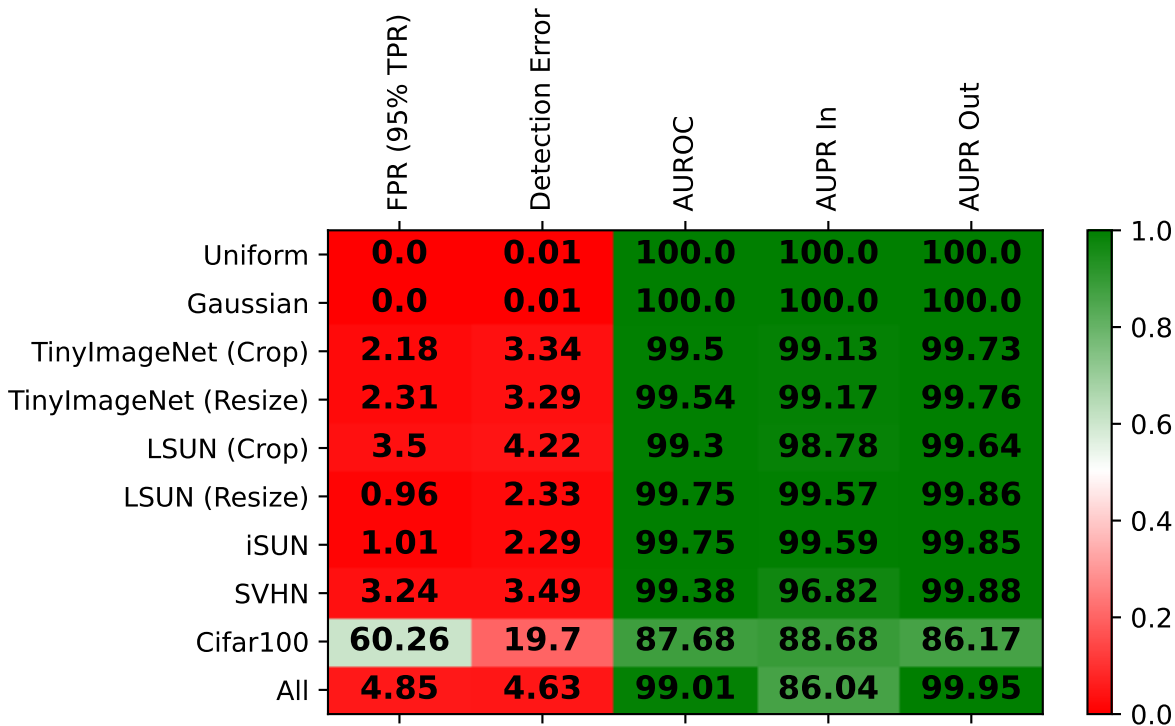 FPR (95% TPR)
Detection Error
AUROC
AUPR In
AUPR Out
Uniform 0.0 0.01 100.0 100.0 100.0
Gaussian 0.0 0.01 100.0 100.0 100.0
TinyImageNet (Crop) 2.18 3.34 99.5 99.13 99.73
TinyImageNet (Resize) 2.31 3.29 99.54 99.17 99.76
LSUN (Crop) 3.5 4.22 99.3 98.78 99.64
LSUN (Resize) 0.96 2.33 99.75 99.57 99.86
iSUN 1.01 2.29 99.75 99.59 99.85
SVHN 3.24 3.49 99.38 96.82 99.88
Cifar100 60.26 19.7 87.68 88.68 86.17
All 4.85 4.63 99.01 86.04 99.95
1.0
0.8
0.6
0.4
0.2
0.0